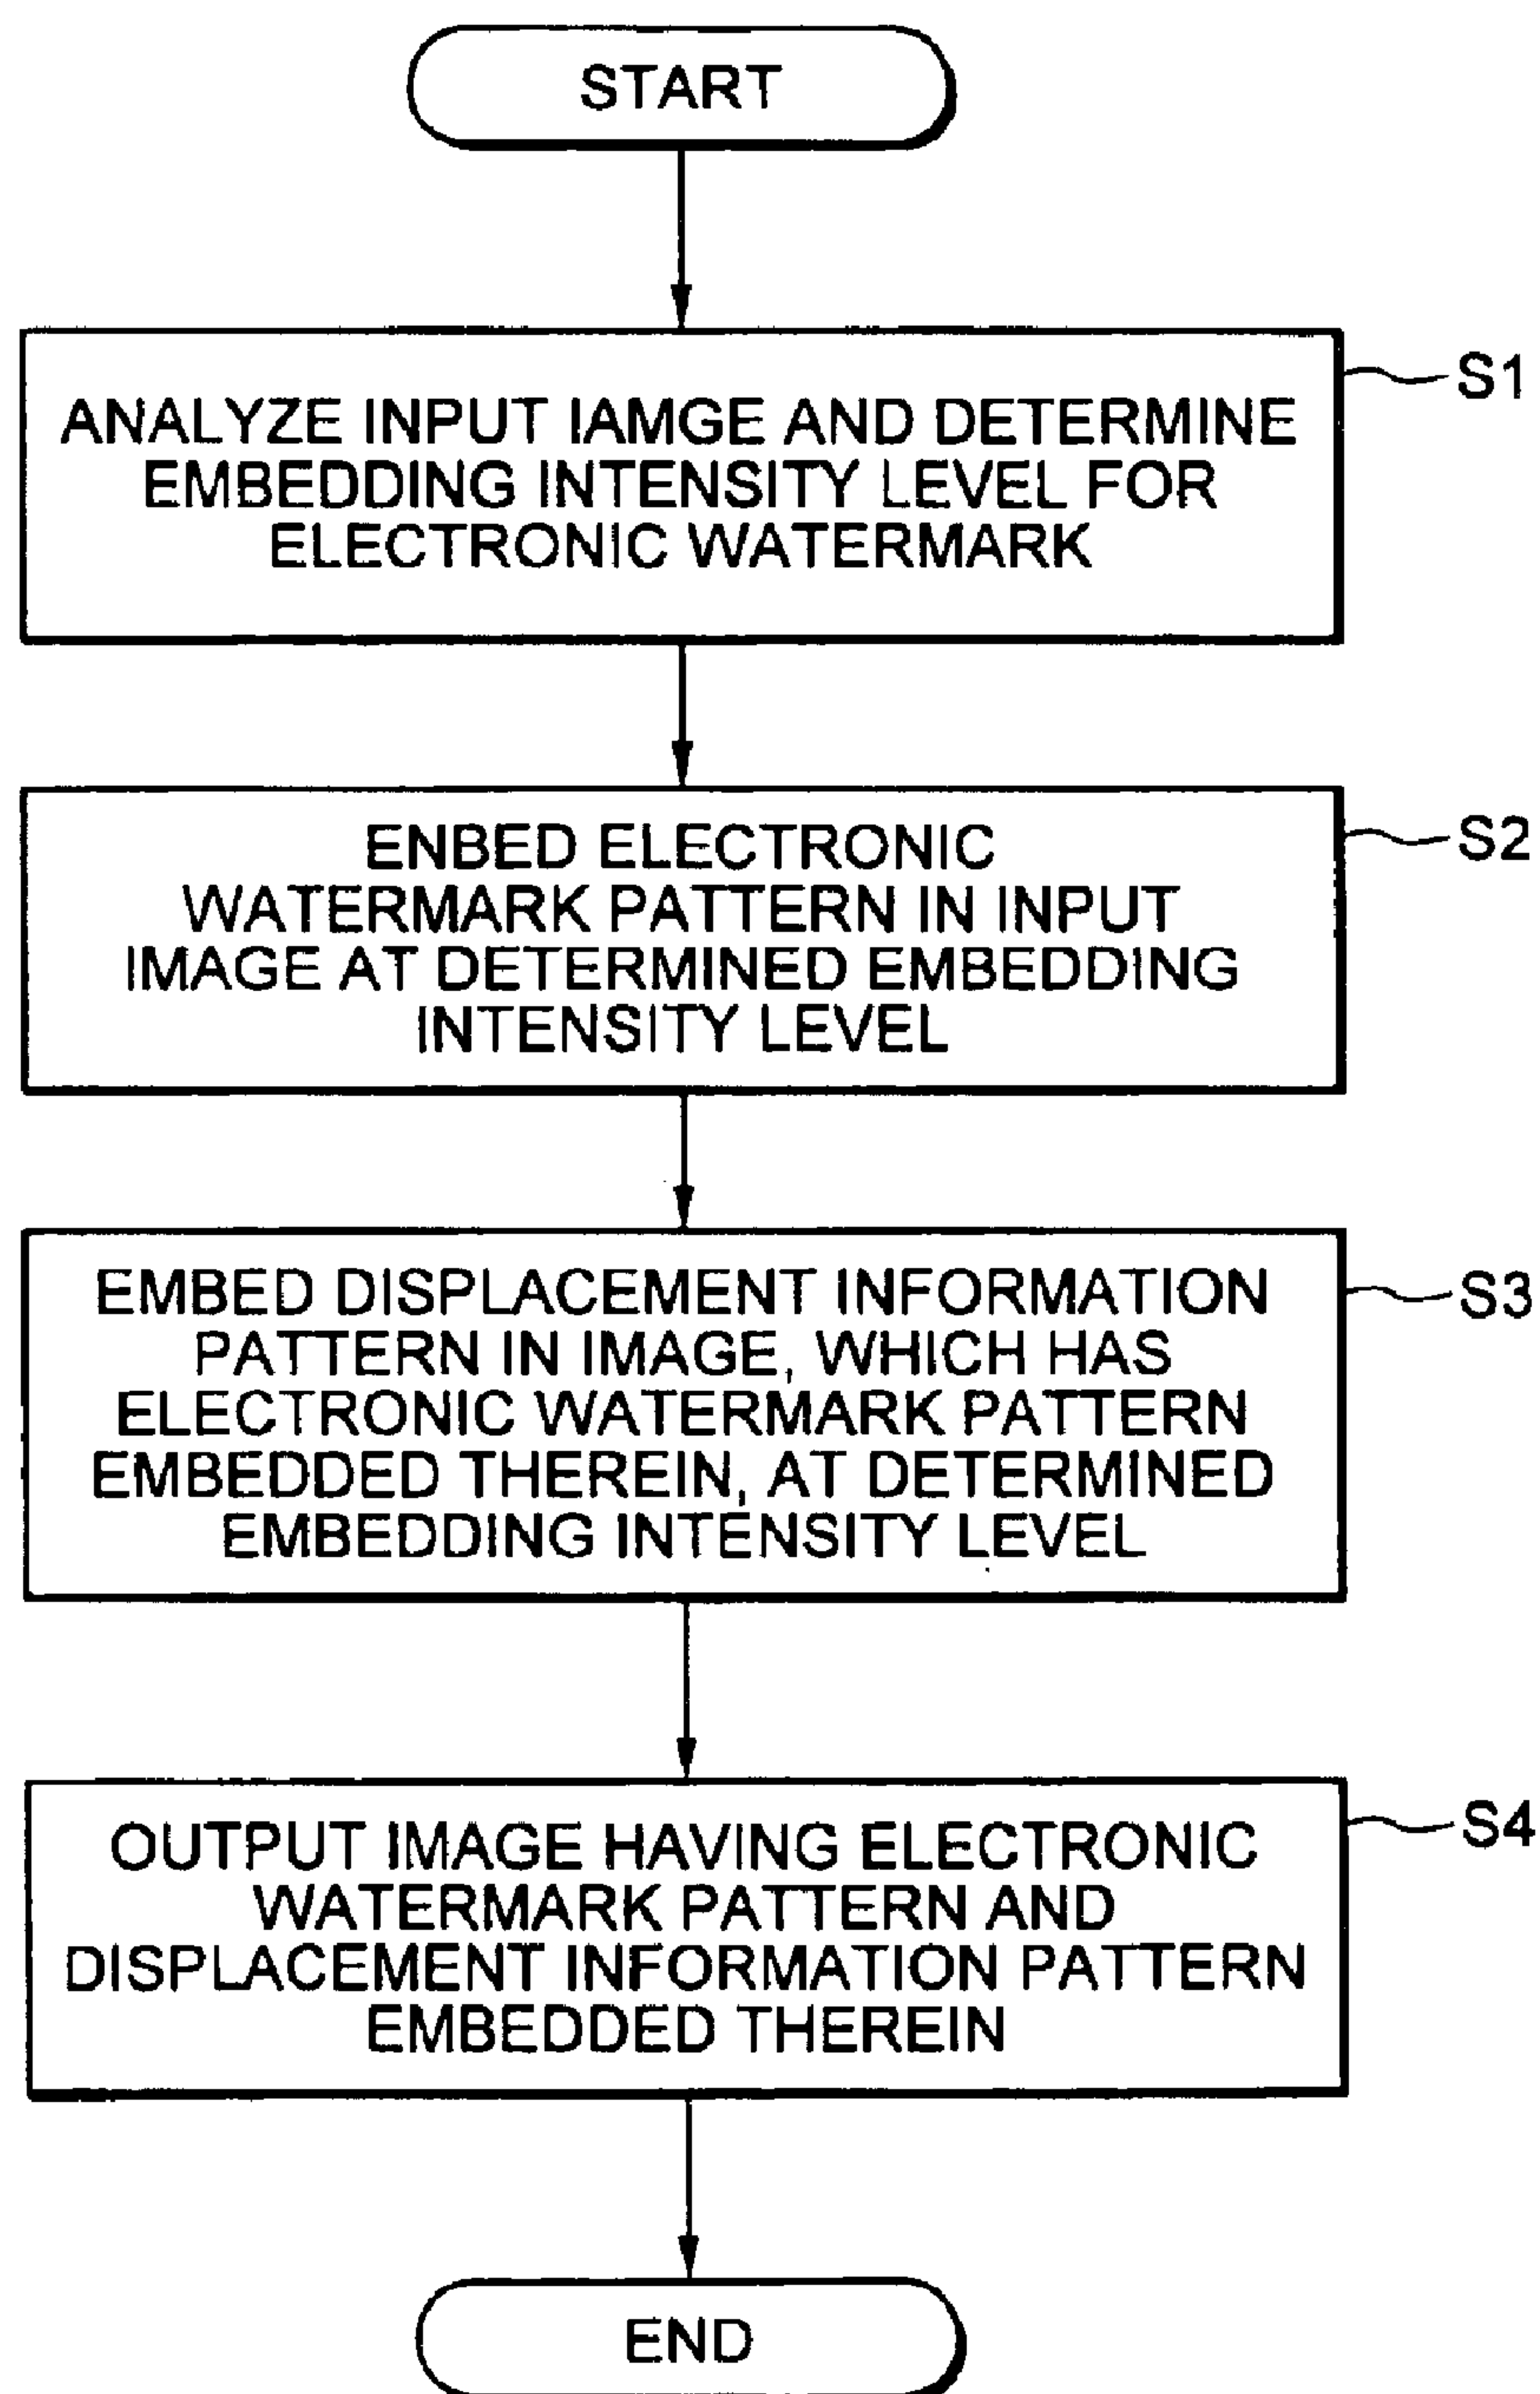 START
S1
ANALYZE INPUT IAMGE AND DETERMINE
EMBEDDING INTENSITY LEVEL FOR
ELECTRONIC WATERMARK
S2
ENBED ELECTRONIC
WATERMARK PATTERN IN INPUT
IMAGE AT DETERMINED EMBEDDING
INTENSITY LEVEL
S3
EMBED DISPLACEMENT INFORMATION
PATTERN IN IMAGE, WHICH HAS
ELECTRONIC WATERMARK PATTERN
EMBEDDED THEREIN, AT DETERMINED
EMBEDDING INTENSITY LEVEL
S4
OUTPUT IMAGE HAVING ELECTRONIC
WATERMARK PATTERN AND
DISPLACEMENT INFORMATION PATTERN
EMBEDDED THEREIN
END